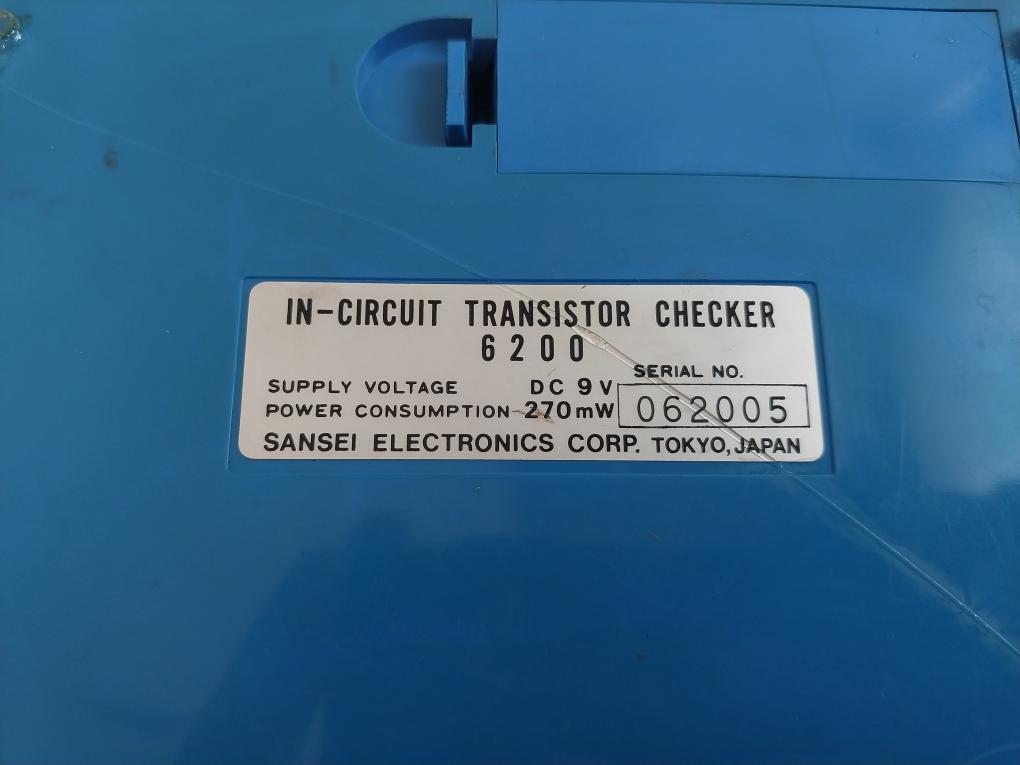 IN-CIRCUIT TRANSISTOR CHECKER
6200
SERIAL NO.
SUPPLY VOLTAGE DC 9 V
POWER CONSUMPTION 270mW 062005
SANSEI ELECTRONICS CORP. TOKYO, JAPAN